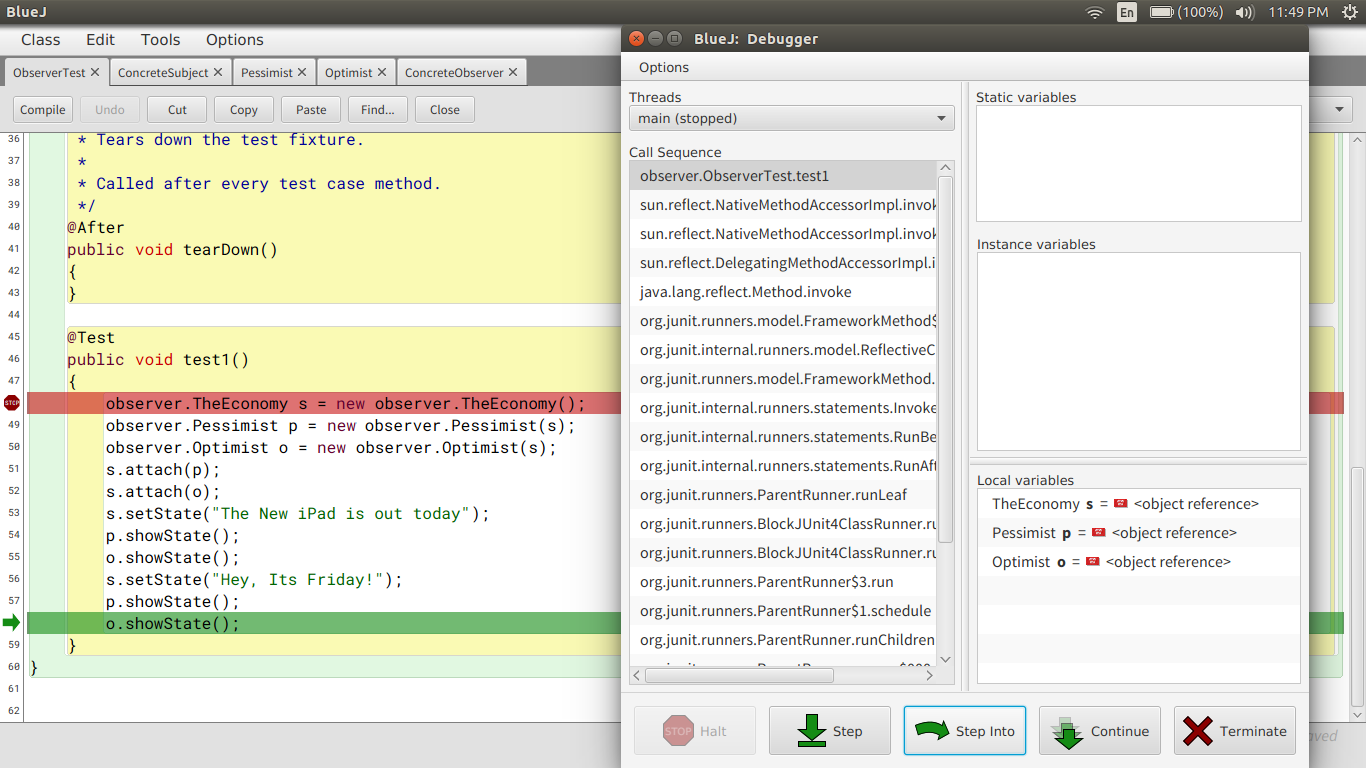 BlueJ
En
(100%)
11:49 PM
Class Edit Tools Options
ObserverTest ConcreteSubject Pessimist Optimist ConcreteObserver
Compile Undo Cut Copy Paste Find... Close
36 * Tears down the test fixture.
37 *
38 * Called after every test case method.
39 */
40 @After
41 public void tearDown()
42 {
43 }
44
45 @Test
46 public void test1()
47 {
STOP observer.TheEconomy s = new observer.TheEconomy();
49 observer.Pessimist p = new observer.Pessimist(s);
50 observer.Optimist o = new observer.Optimist(s);
51 s.attach(p);
52 s.attach(o);
53 s.setState("The New iPad is out today");
54 p.showState();
55 o.showState();
56 s.setState("Hey, Its Friday!");
57 p.showState();
o.showState();
59 }
60 }
61
62
BlueJ: Debugger
Options
Threads
main (stopped)
Call Sequence
observer.ObserverTest.test1
sun.reflect.NativeMethodAccessorImpl.invok
sun.reflect.NativeMethodAccessorImpl.invok
sun.reflect.DelegatingMethodAccessorImpl.i
java.lang.reflect.Method.invoke
org.junit.runners.model.FrameworkMethod$
org.junit.internal.runners.model.ReflectiveC
org.junit.runners.model.FrameworkMethod.
org.junit.internal.runners.statements.Invoke
org.junit.internal.runners.statements.RunBe
org.junit.internal.runners.statements.RunAf
org.junit.runners.ParentRunner.runLeaf
org.junit.runners.BlockJUnit4ClassRunner.ru
org.junit.runners.BlockJUnit4ClassRunner.ru
org.junit.runners.ParentRunner$3.run
org.junit.runners.ParentRunner$1.schedule
org.junit.runners.ParentRunner.runChildren
Static variables
Instance variables
Local variables
TheEconomy s = <object reference>
Pessimist p = <object reference>
Optimist o = <object reference>
STOP Halt Step Step Into Continue Terminate
aved